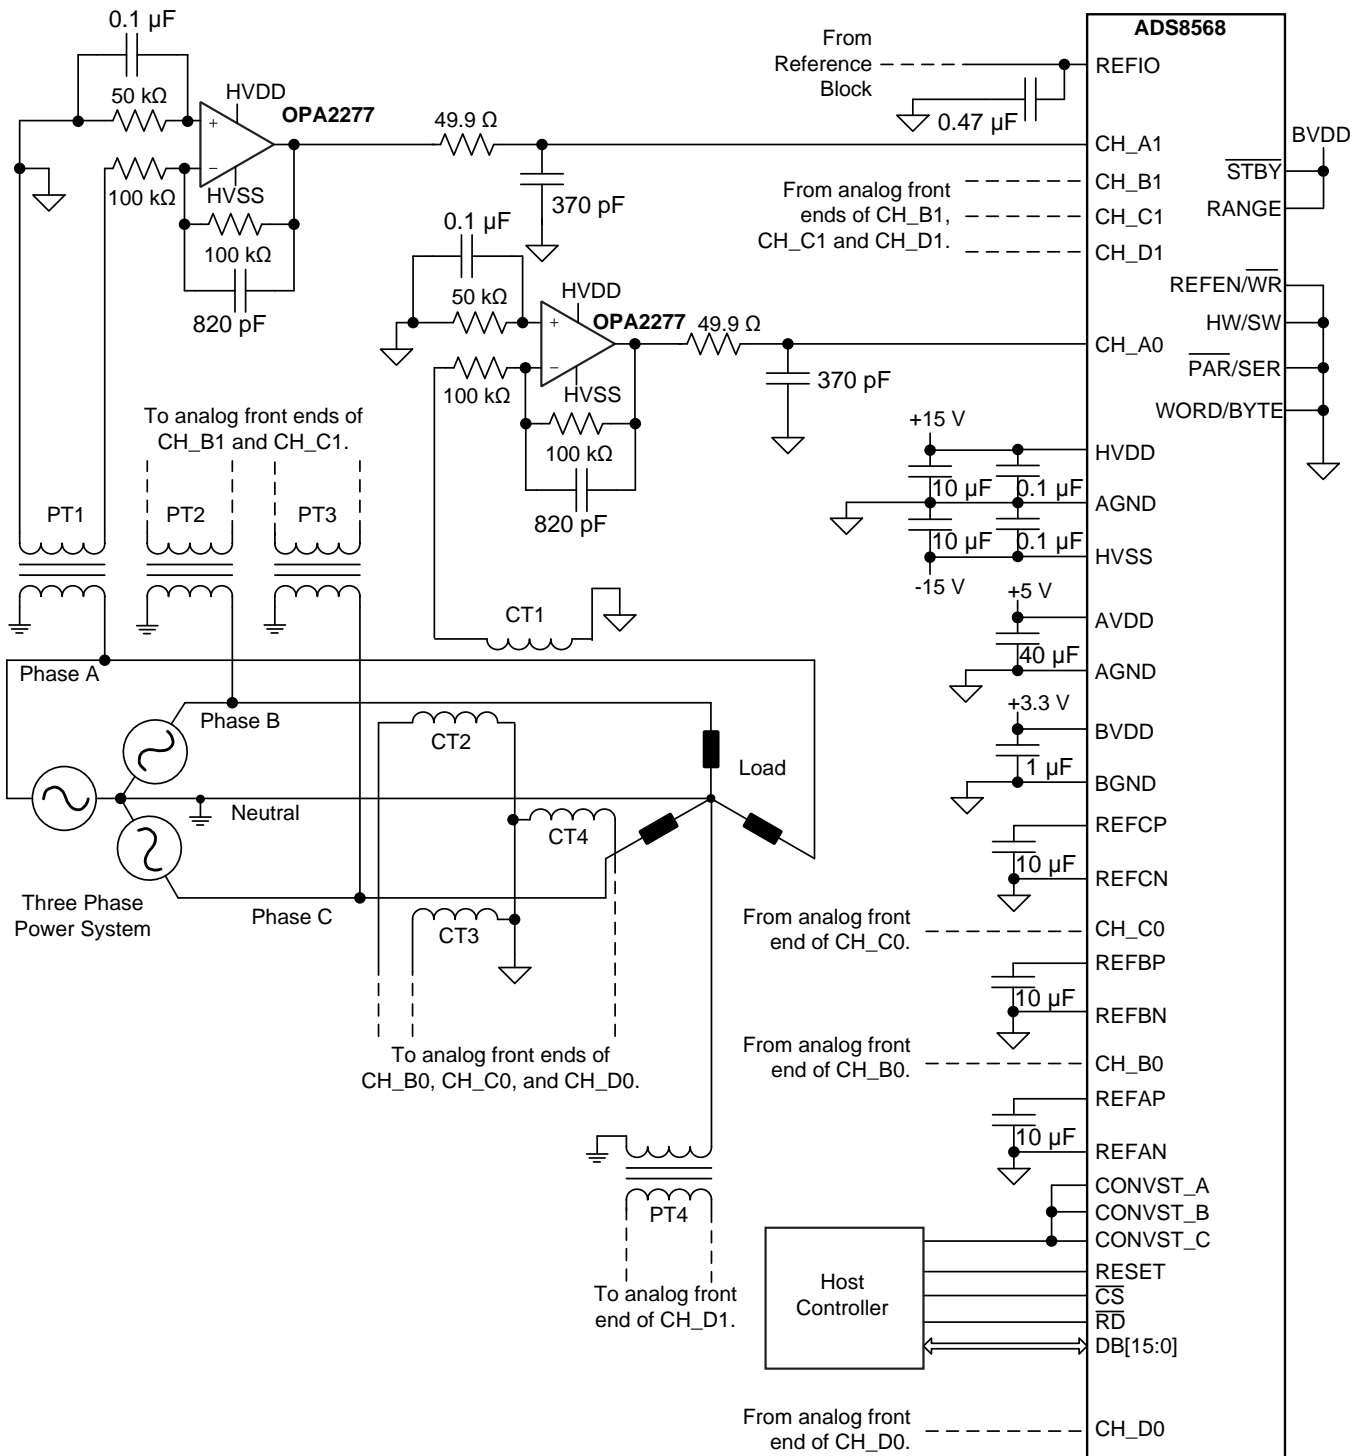 ADS8568
0.1 µF
50 kΩ
HVDD
OPA2277
+
−
100 kΩ
HVSS
100 kΩ
820 pF
49.9 Ω
370 pF
From
Reference
Block
0.47 µF
REFIO
CH_A1
CH_B1
CH_C1
CH_D1
From analog front
ends of CH_B1,
CH_C1 and CH_D1.
BVDD
STBY
RANGE
REFEN/WR
HW/SW
PAR/SER
WORD/BYTE
0.1 µF
50 kΩ
HVDD
OPA2277
+
−
100 kΩ
HVSS
100 kΩ
820 pF
49.9 Ω
370 pF
CH_A0
To analog front ends of
CH_B1 and CH_C1.
PT1
PT2
PT3
+15 V
HVDD
10 µF
0.1 µF
AGND
10 µF
0.1 µF
HVSS
-15 V
+5 V
AVDD
40 µF
AGND
+3.3 V
BVDD
1 µF
BGND
CT1
Phase A
Phase B
CT2
Load
Neutral
CT4
Three Phase
Power System
Phase C
CT3
To analog front ends of
CH_B0, CH_C0, and CH_D0.
REFCP
10 µF
REFCN
From analog front
end of CH_C0.
CH_C0
REFBP
10 µF
REFBN
From analog front
end of CH_B0.
CH_B0
REFAP
10 µF
REFAN
PT4
To analog front
end of CH_D1.
CONVST_A
CONVST_B
CONVST_C
RESET
CS
RD
DB[15:0]
Host
Controller
From analog front
end of CH_D0.
CH_D0